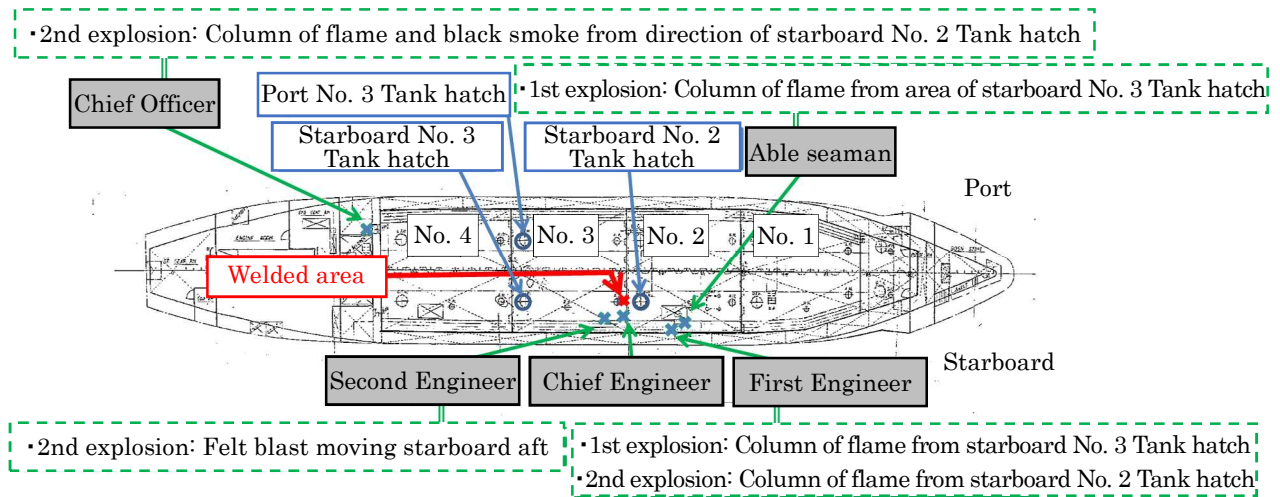 ・2nd explosion: Column of flame and black smoke from direction of starboard No. 2 Tank hatch
Chief Officer
Port No. 3 Tank hatch
・1st explosion: Column of flame from area of starboard No. 3 Tank hatch
Starboard No. 3
Tank hatch
Starboard No. 2
Tank hatch
Able seaman
Port
No. 4
No. 3
No. 2
No. 1
Welded area
Starboard
Second Engineer
Chief Engineer
First Engineer
・2nd explosion: Felt blast moving starboard aft
・1st explosion: Column of flame from starboard No. 3 Tank hatch
・2nd explosion: Column of flame from starboard No. 2 Tank hatch